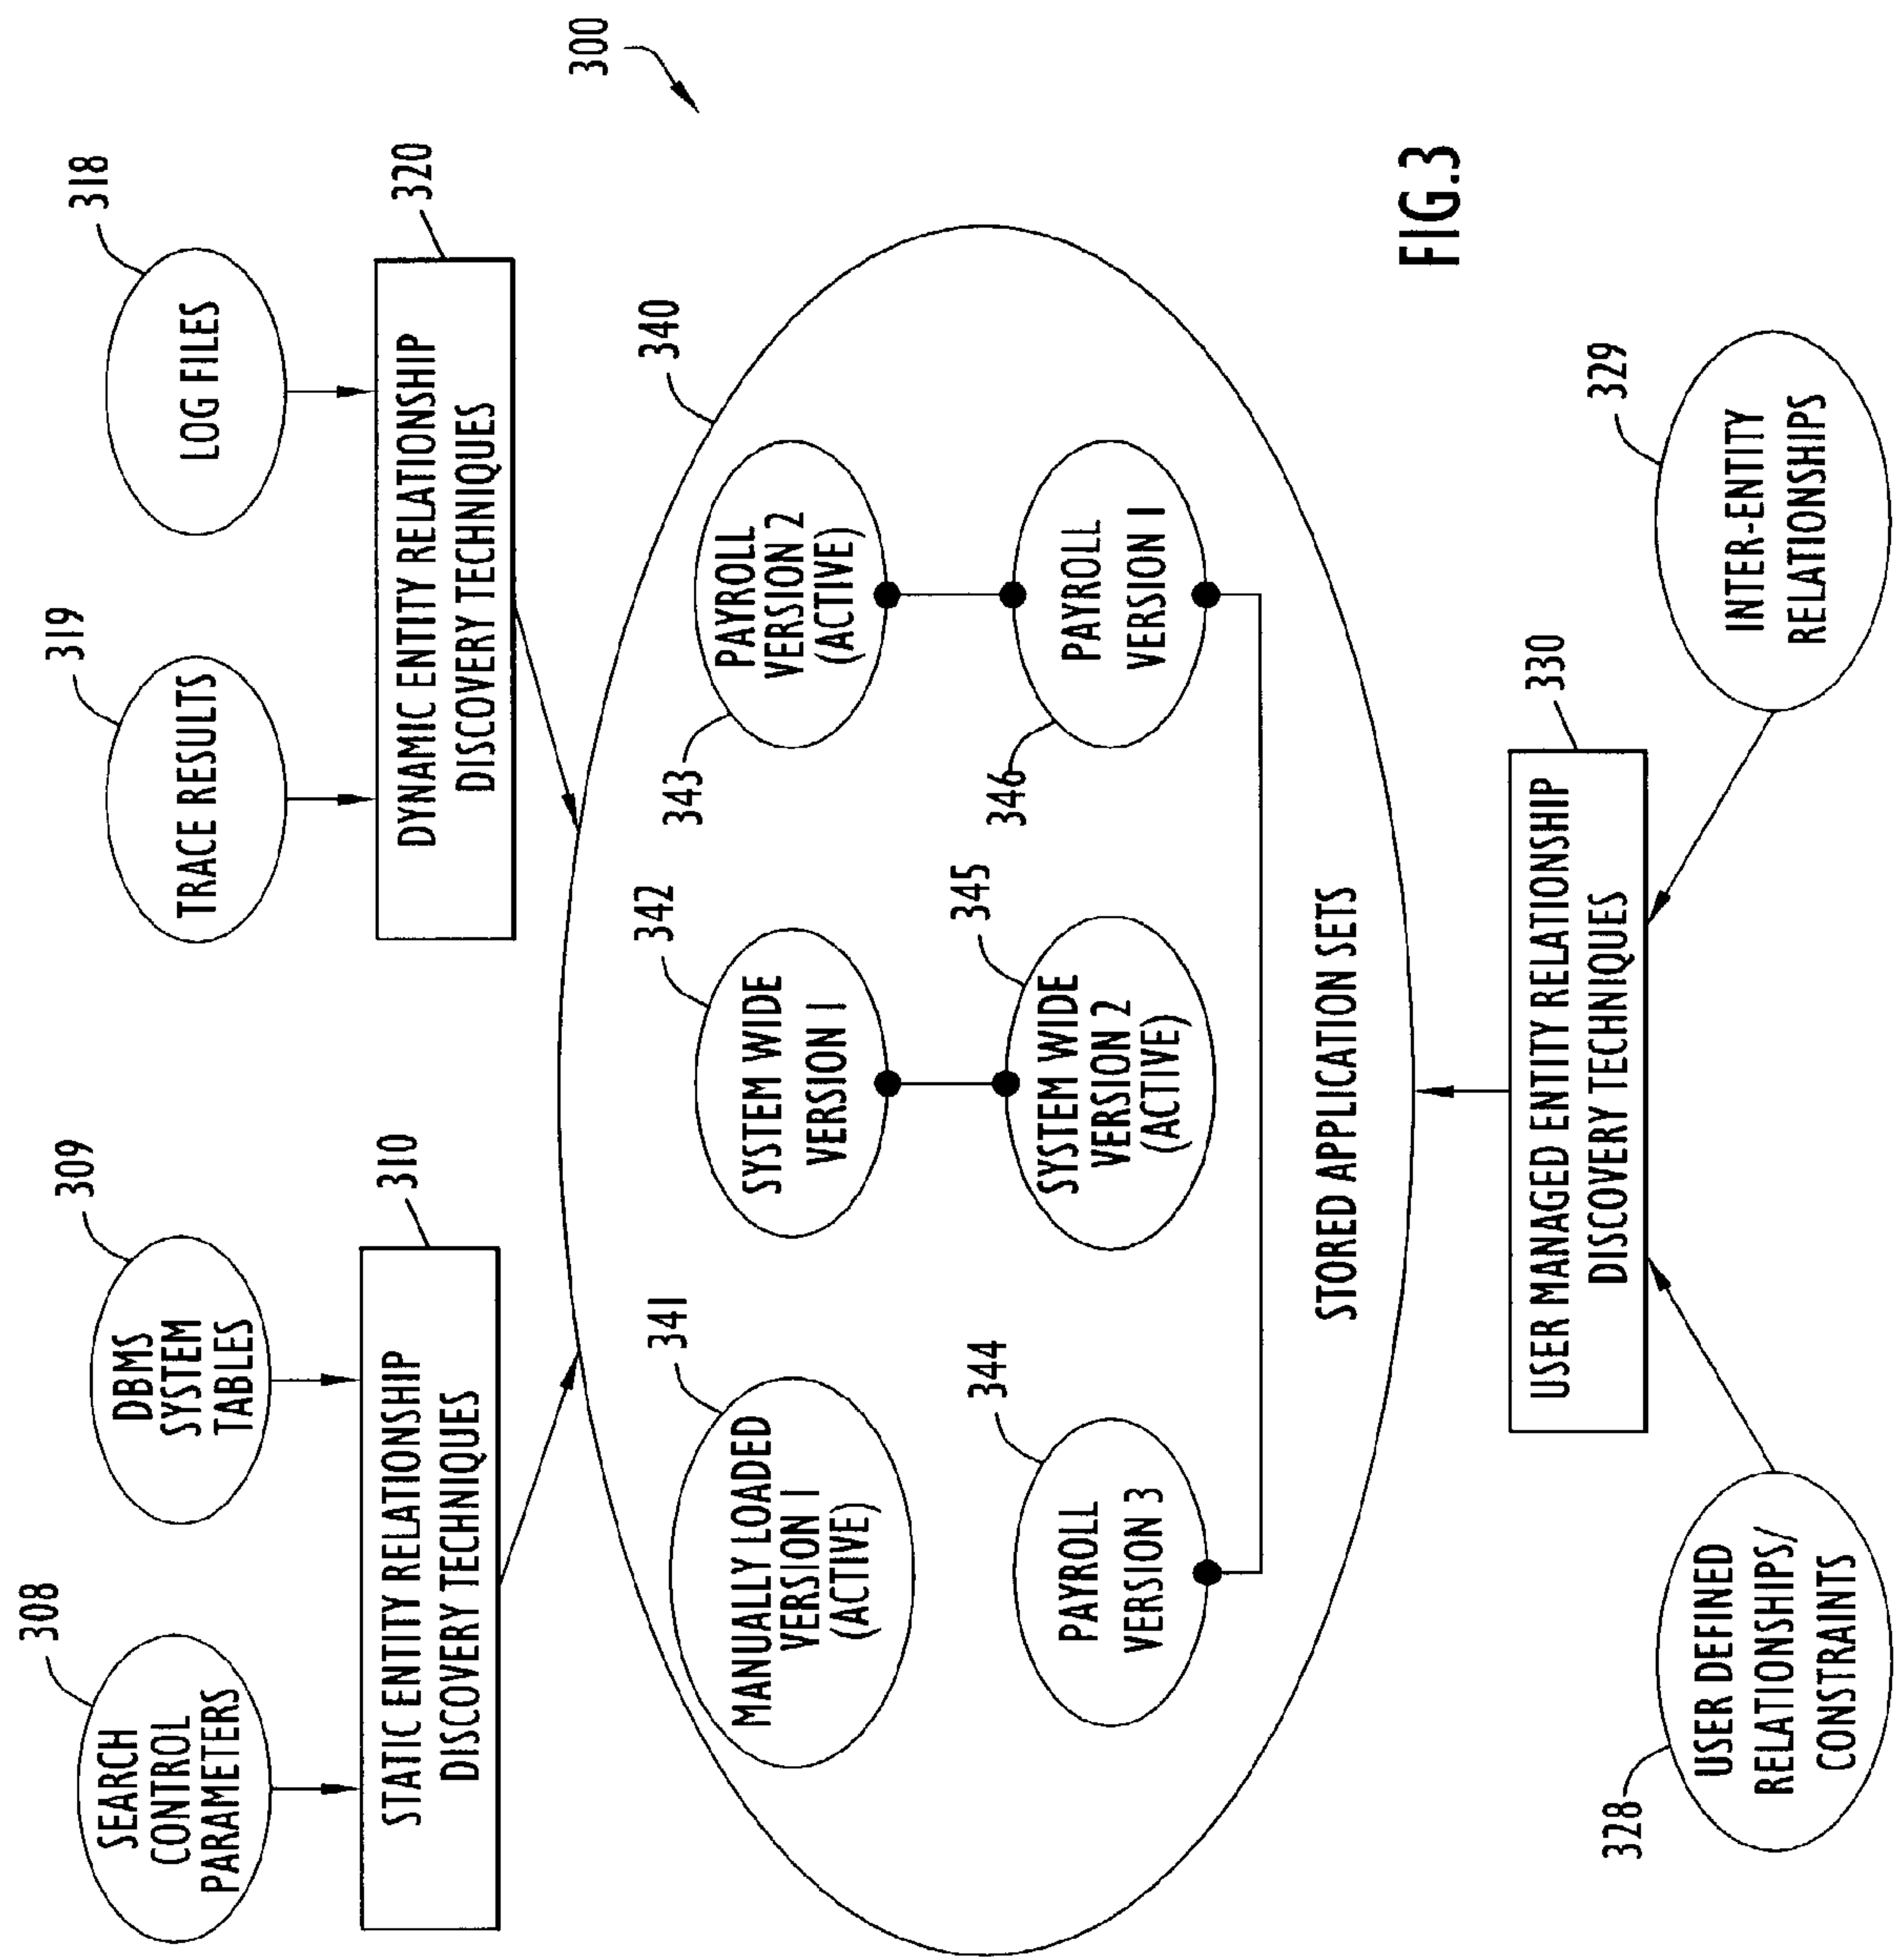 308
SEARCH
CONTROL
PARAMETERS
309
DBMS
SYSTEM
TABLES
319
TRACE RESULTS
318
LOG FILES
310
STATIC ENTITY RELATIONSHIP
DISCOVERY TECHNIQUES
320
DYNAMIC ENTITY RELATIONSHIP
DISCOVERY TECHNIQUES
300
340
341
MANUALLY LOADED
VERSION 1
(ACTIVE)
342
SYSTEM WIDE
VERSION 1
343
PAYROLL
VERSION 2
(ACTIVE)
344
PAYROLL
VERSION 3
345
SYSTEM WIDE
VERSION 2
(ACTIVE)
346
PAYROLL
VERSION 1
STORED APPLICATION SETS
330
USER MANAGED ENTITY RELATIONSHIP
DISCOVERY TECHNIQUES
328
USER DEFINED
RELATIONSHIPS/
CONSTRAINTS
329
INTER-ENTITY
RELATIONSHIPS
FIG.3